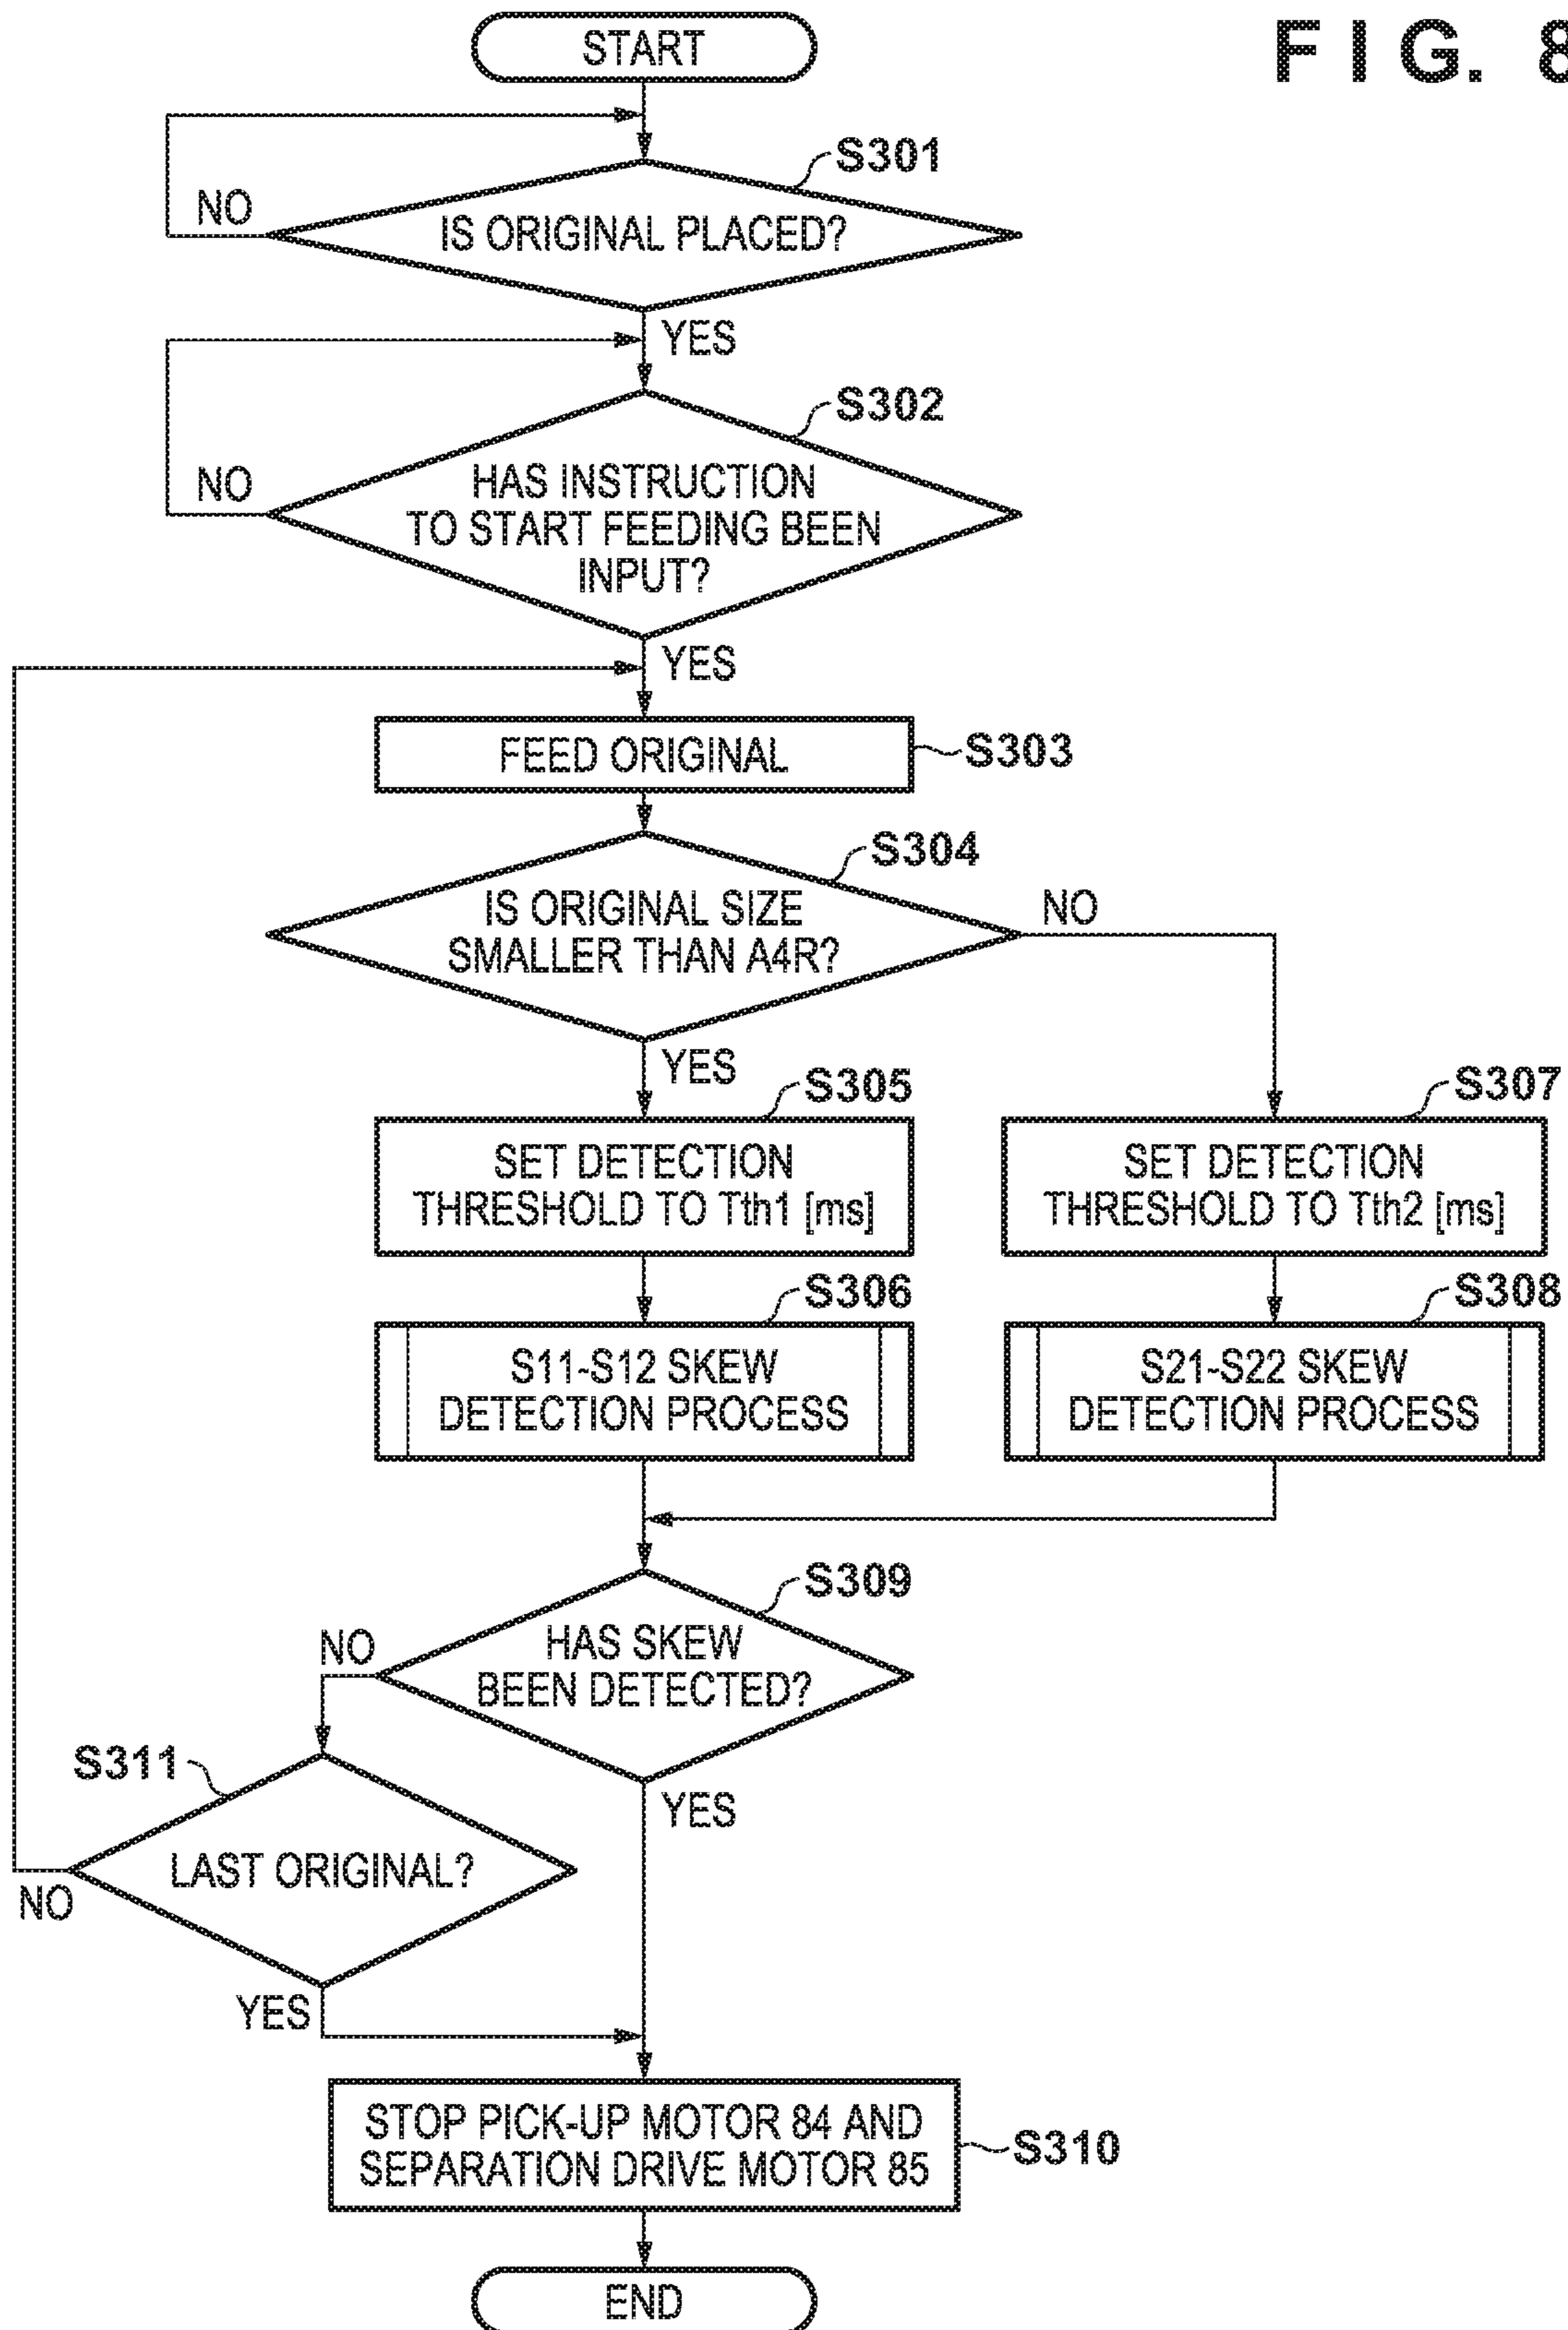 FIG. 8
START
S301
NO
IS ORIGINAL PLACED?
YES
S302
NO
HAS INSTRUCTION
TO START FEEDING BEEN
INPUT?
YES
FEED ORIGINAL
S303
S304
IS ORIGINAL SIZE
SMALLER THAN A4R?
NO
YES
S305
SET DETECTION
THRESHOLD TO Tth1 [ms]
S307
SET DETECTION
THRESHOLD TO Tth2 [ms]
S306
S11-S12 SKEW
DETECTION PROCESS
S308
S21-S22 SKEW
DETECTION PROCESS
S309
NO
HAS SKEW
BEEN DETECTED?
YES
S311
LAST ORIGINAL?
NO
YES
STOP PICK-UP MOTOR 84 AND
SEPARATION DRIVE MOTOR 85
S310
END